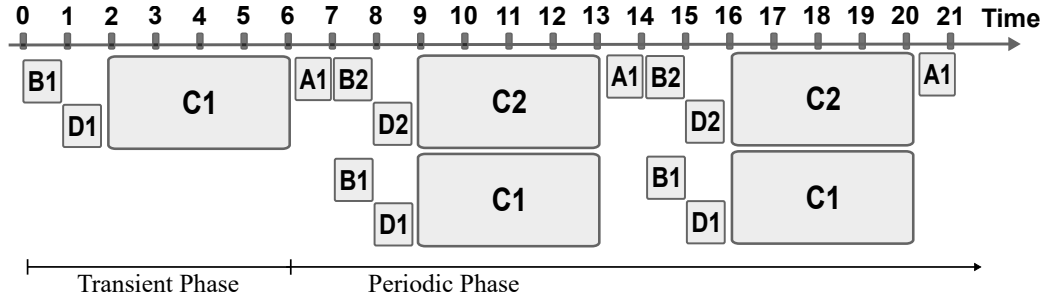 0 1 2 3 4 5 6 7 8 9 10 11 12 13 14 15 16 17 18 19 20 21 Time
B1 C1 A1 B2 C2 A1 B2 C2 A1
D1 D2 D2
B1 C1 B1 C1
D1 D1
Transient Phase Periodic Phase